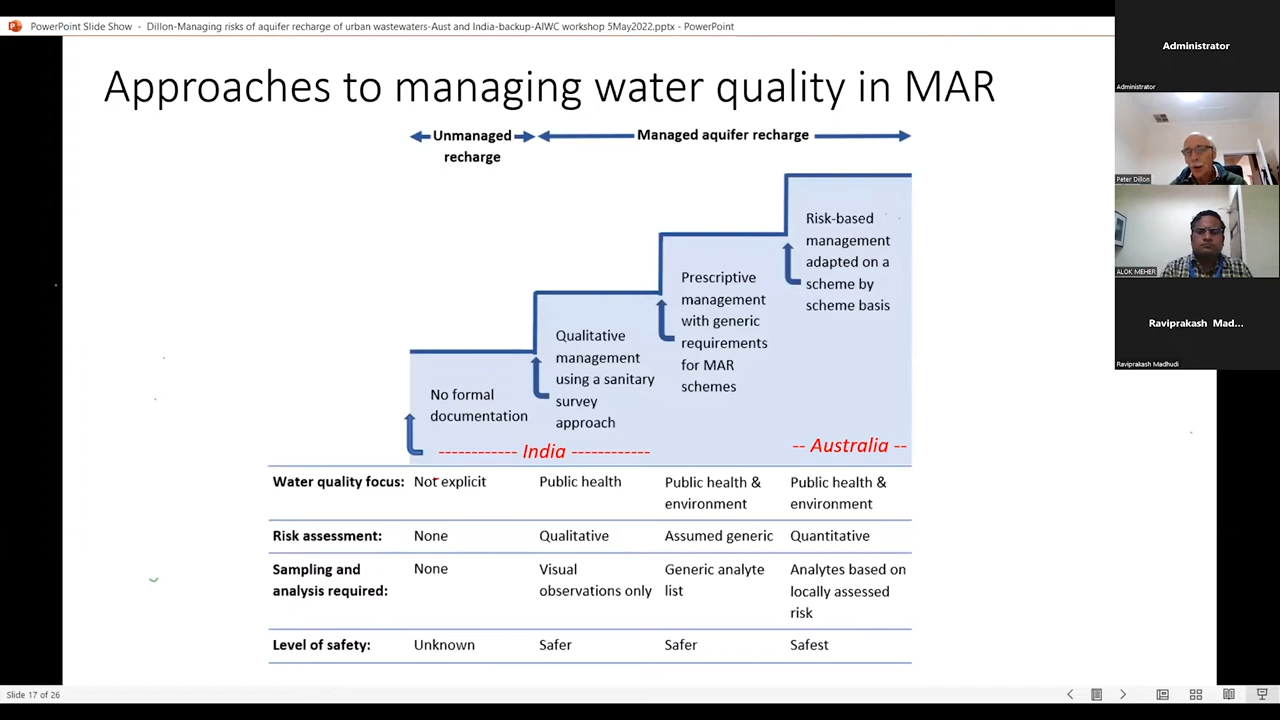 PowerPoint Slide Show - Dillon-Managing risks of aquifer recharge of urban wastewaters-Aust and India-backup-AIWC workshop 5May2022.pptx - PowerPoint
Approaches to managing water quality in MAR
Unmanaged
recharge
Managed aquifer recharge
No formal
documentation
Qualitative
management
using a sanitary
survey
approach
Prescriptive
management
with generic
requirements
for MAR
schemes
Risk-based
management
adapted on a
scheme by
scheme basis
------------ India ------------
-- Australia --
Water quality focus: Not explicit Public health Public health & Public health &
environment environment
Risk assessment: None Qualitative Assumed generic Quantitative
Sampling and None Visual Generic analyte Analytes based on
analysis required: observations only list locally assessed
risk
Level of safety: Unknown Safer Safer Safest
Slide 17 of 26
Administrator
Administrator
Peter Dillon
ALOK MEHER
Raviprakash Mad...
Raviprakash Madhudi